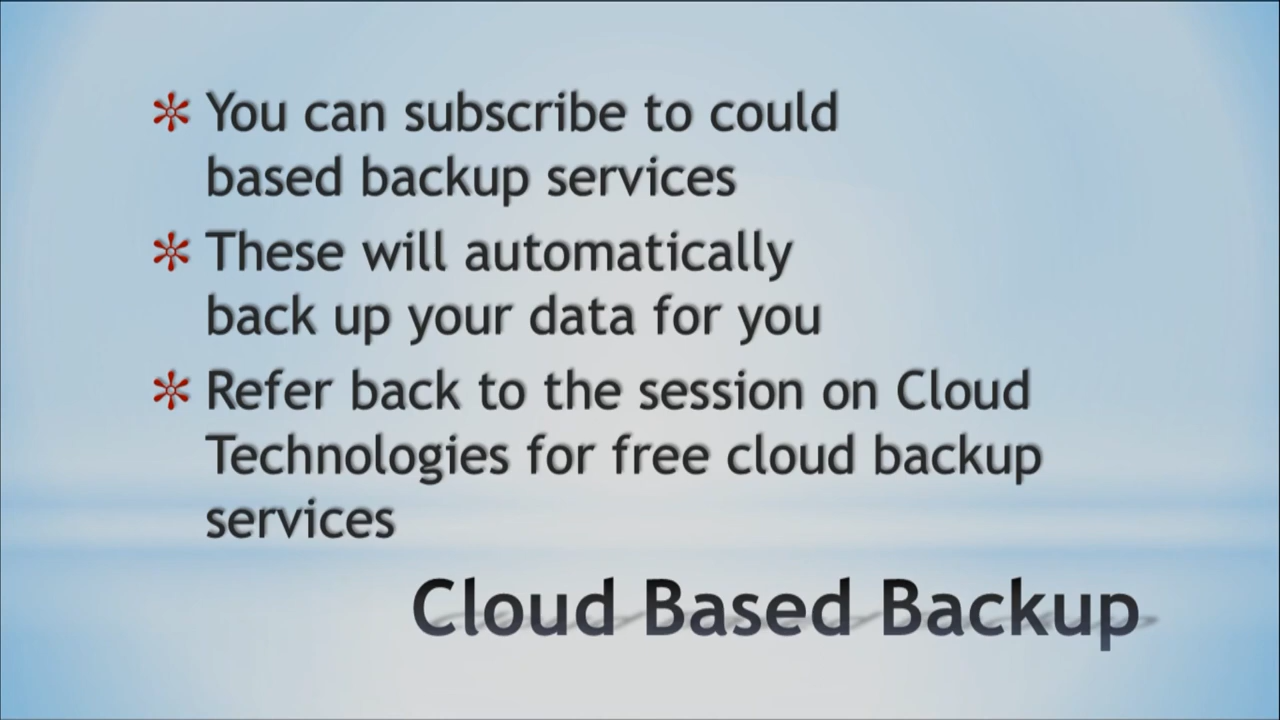 * You can subscribe to could
based backup services
* These will automatically
back up your data for you
* Refer back to the session on Cloud
Technologies for free cloud backup
services
Cloud Based Backup